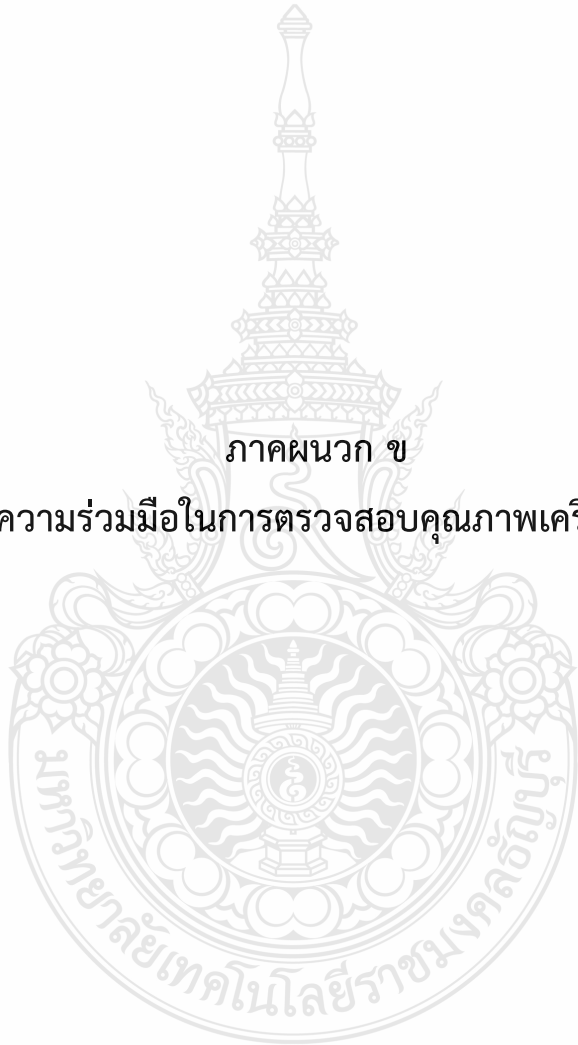 ภาคผนวก ข
ความร่วมมือในการตรวจสอบคุณภาพ
มหาวิทยาลัยเทคโนโลยีราชมงคลธัญบุรี